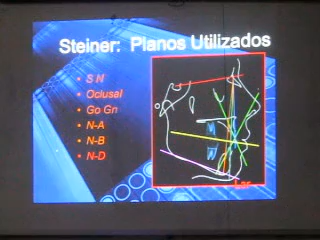 Steiner: Planos Utilizados
S N
Oclusal
Go Gn
N-A
N-B
N-D